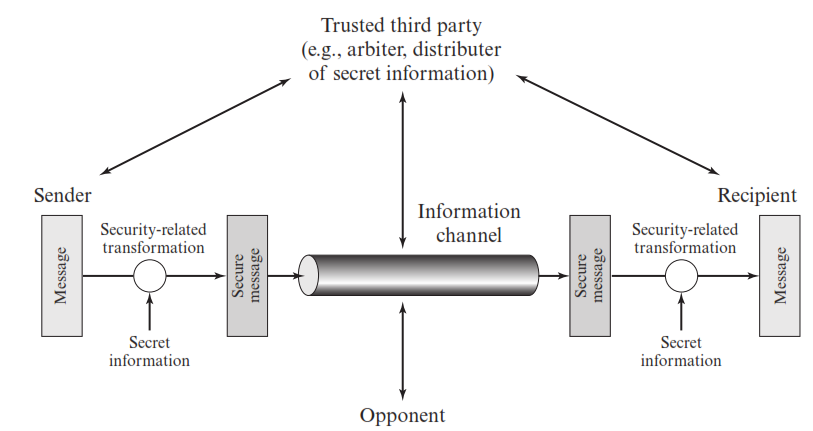 Trusted third party
(e.g., arbiter, distributer
of secret information)
Sender
Recipient
Information
channel
Security-related
transformation
Security-related
transformation
Message
Secure
message
Secure
message
Message
Secret
information
Secret
information
Opponent